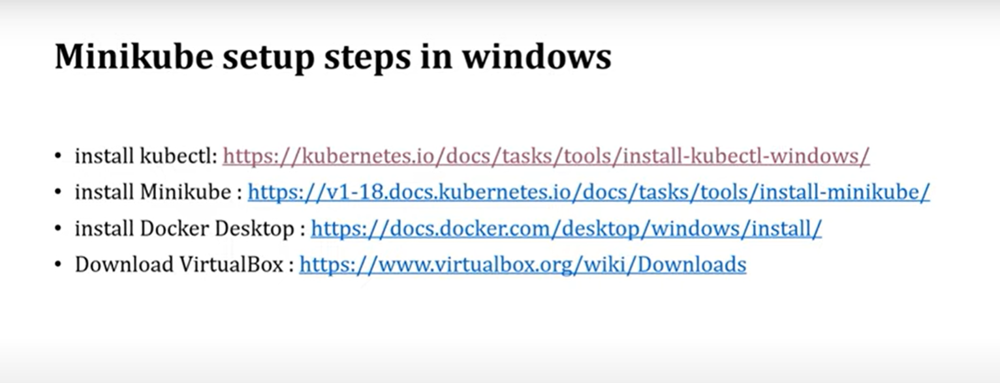 Minikube setup steps in windows
• install kubectl: https://kubernetes.io/docs/tasks/tools/install-kubectl-windows/
• install Minikube : https://v1-18.docs.kubernetes.io/docs/tasks/tools/install-minikube/
• install Docker Desktop : https://docs.docker.com/desktop/windows/install/
• Download VirtualBox : https://www.virtualbox.org/wiki/Downloads